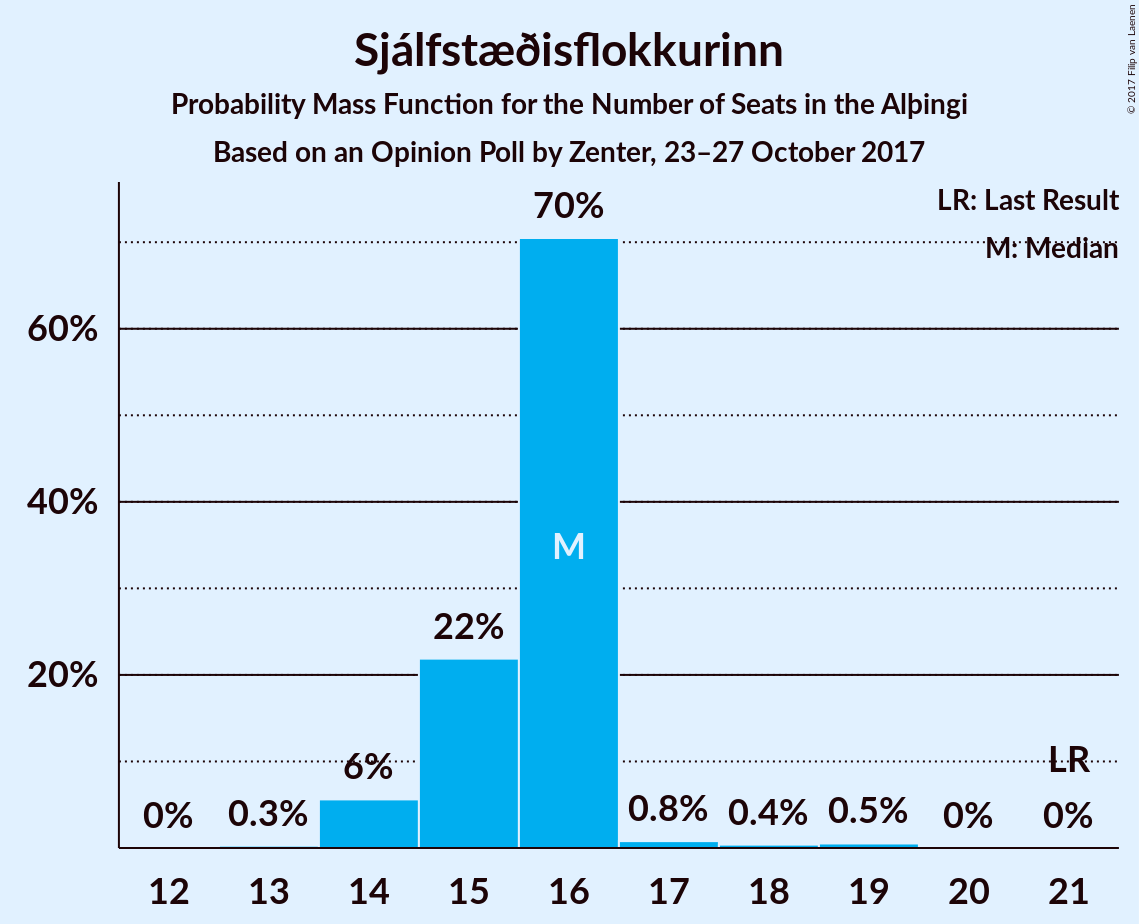 Sjálfstæðisflokkurinn
Probability Mass Function for the Number of Seats in the Alþingi
Based on an Opinion Poll by Zenter, 23–27 October 2017
© 2017 Filip van Laenen
LR: Last Result
M: Median
60%
40%
20%
0%
0.3%
6%
22%
70%
M
0.8%
0.4%
0.5%
0%
LR
0%
12 13 14 15 16 17 18 19 20 21